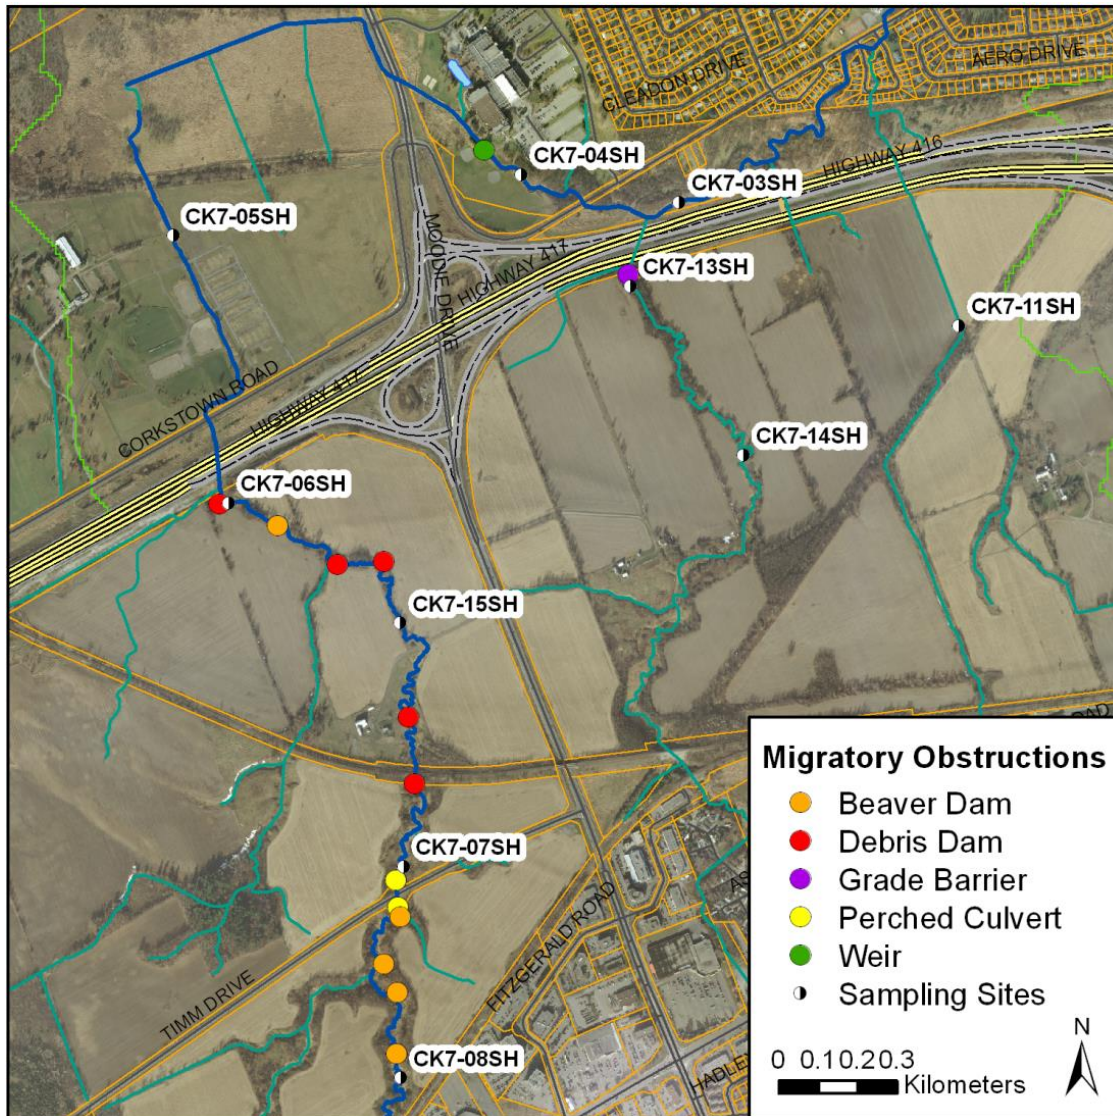 GLEADON DRIVE
AERO DRIVE
CK7-04SH
HIGHWAY 416
CK7-03SH
CK7-05SH
MOODIE DRIVE
HIGHWAY 417
CK7-13SH
CK7-11SH
CORKSTOWN ROAD
HIGHWAY 417
CK7-14SH
CK7-06SH
CK7-15SH
CK7-07SH
TIMM DRIVE
FITZGERALD ROAD
CK7-08SH
Migratory Obstructions
Beaver Dam
Debris Dam
Grade Barrier
Perched Culvert
Weir
Sampling Sites
0 0.10.20.3
Kilometers
N